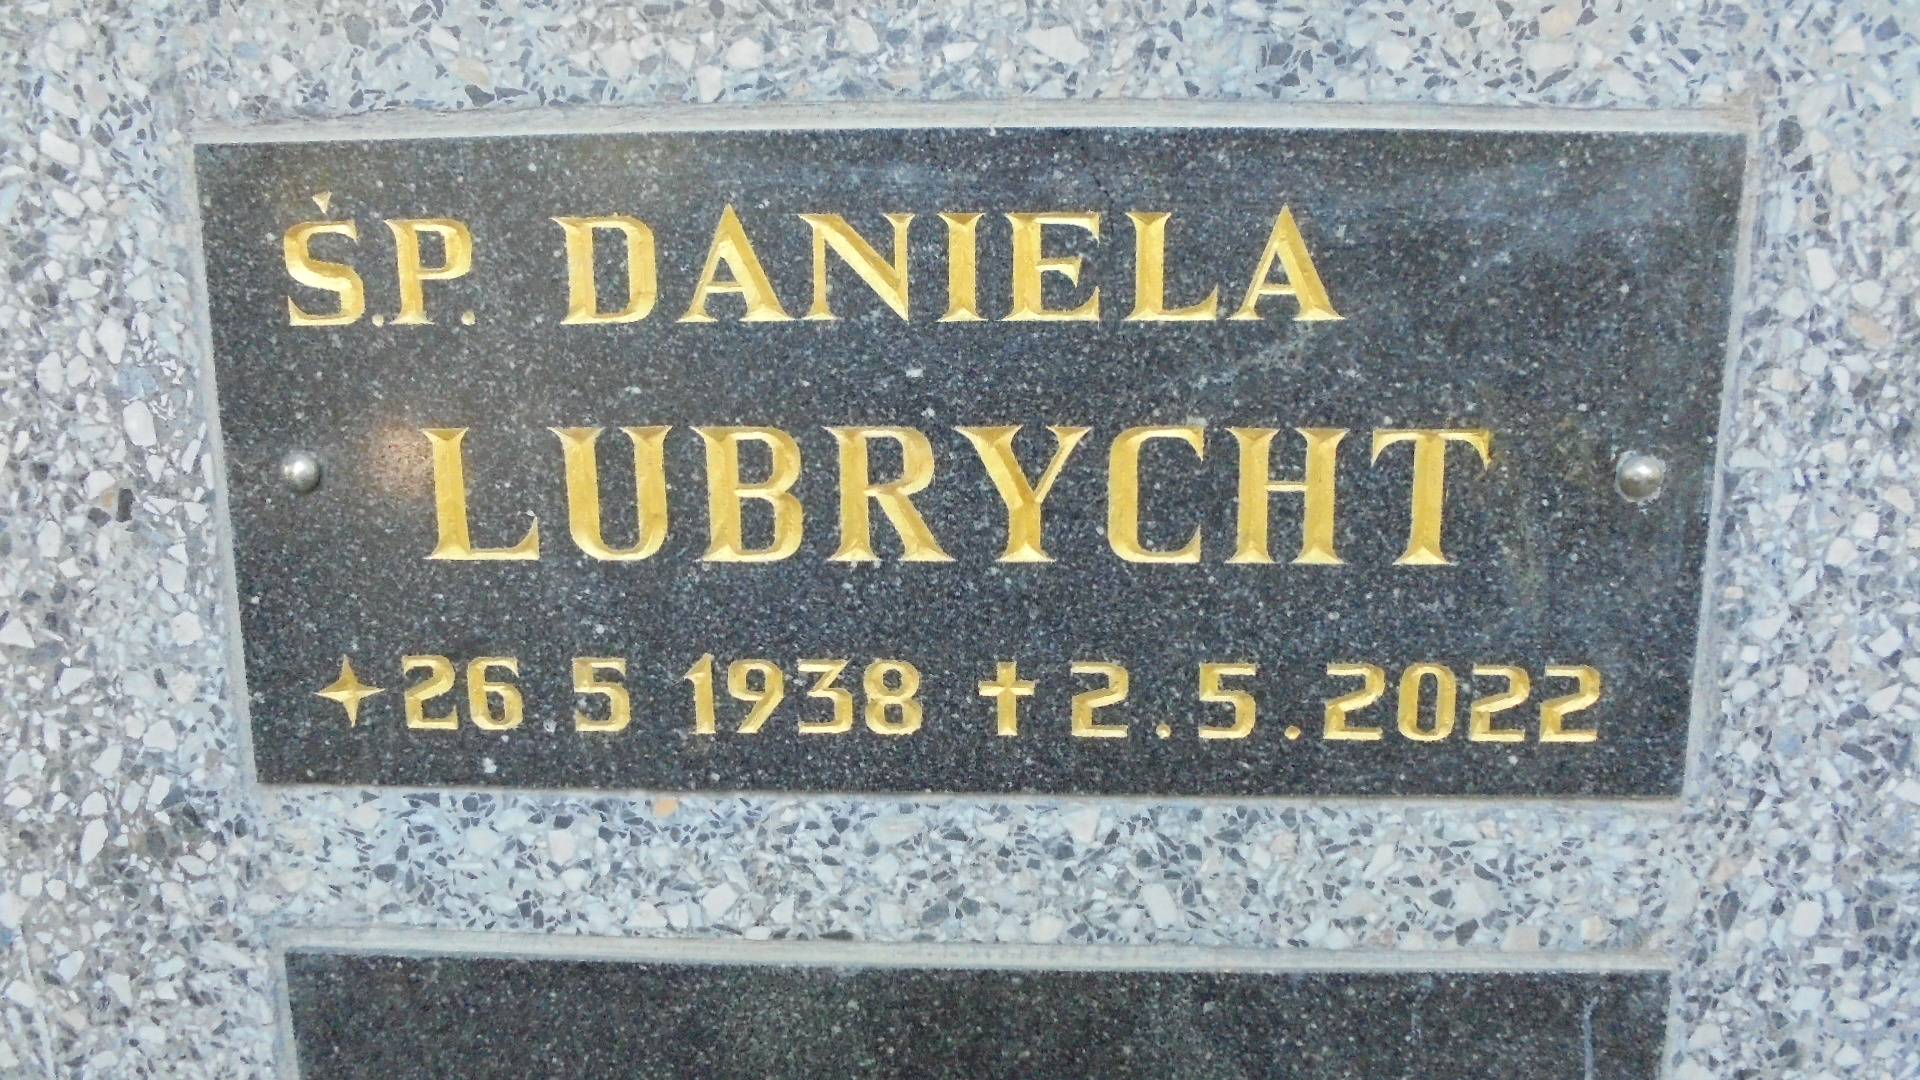 Ś.P. DANIELA
LUBRYCHT
✦ 26 5 1938 ✝ 2.5.2022